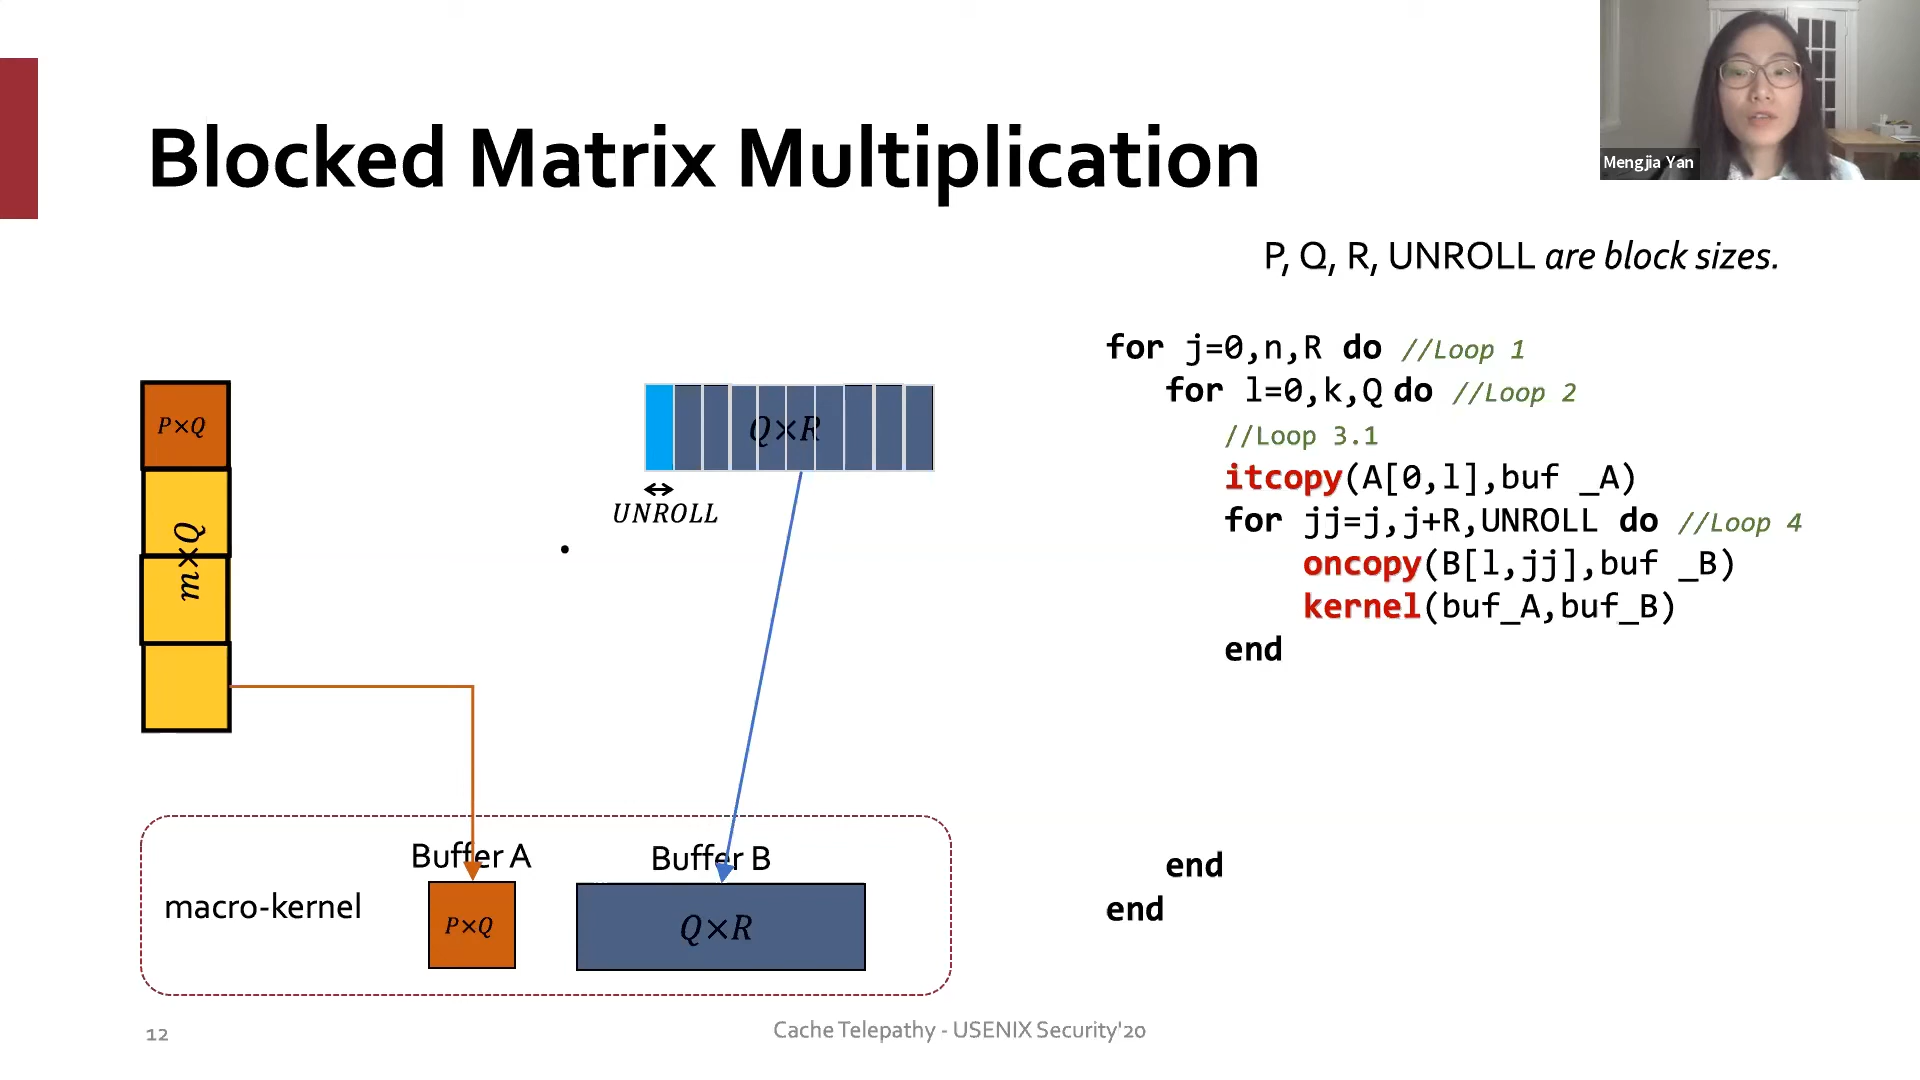 Mengjia Yan
Blocked Matrix Multiplication
P, Q, R, UNROLL are block sizes.
for j=0,n,R do //Loop 1
for l=0,k,Q do //Loop 2
//Loop 3.1
itcopy(A[0,l],buf _A)
for jj=j,j+R,UNROLL do //Loop 4
oncopy(B[l,jj],buf _B)
kernel(buf_A,buf_B)
end
end
end
P×Q
m×Q
Q×R
UNROLL
Buffer A
Buffer B
macro-kernel
P×Q
Q×R
12
Cache Telepathy - USENIX Security'20